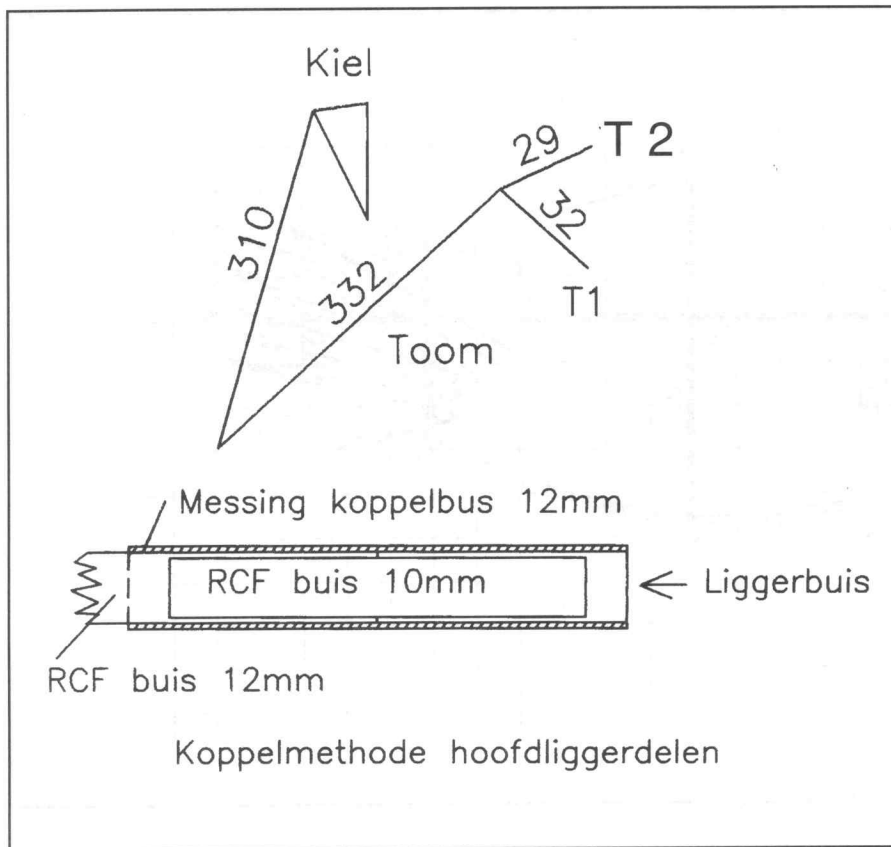 Kiel
29
T 2
32
T1
310
332
Toom
Messing koppelbus 12mm
RCF buis 10mm
Liggerbuis
RCF buis 12mm
Koppelmethode hoofdliggerdelen